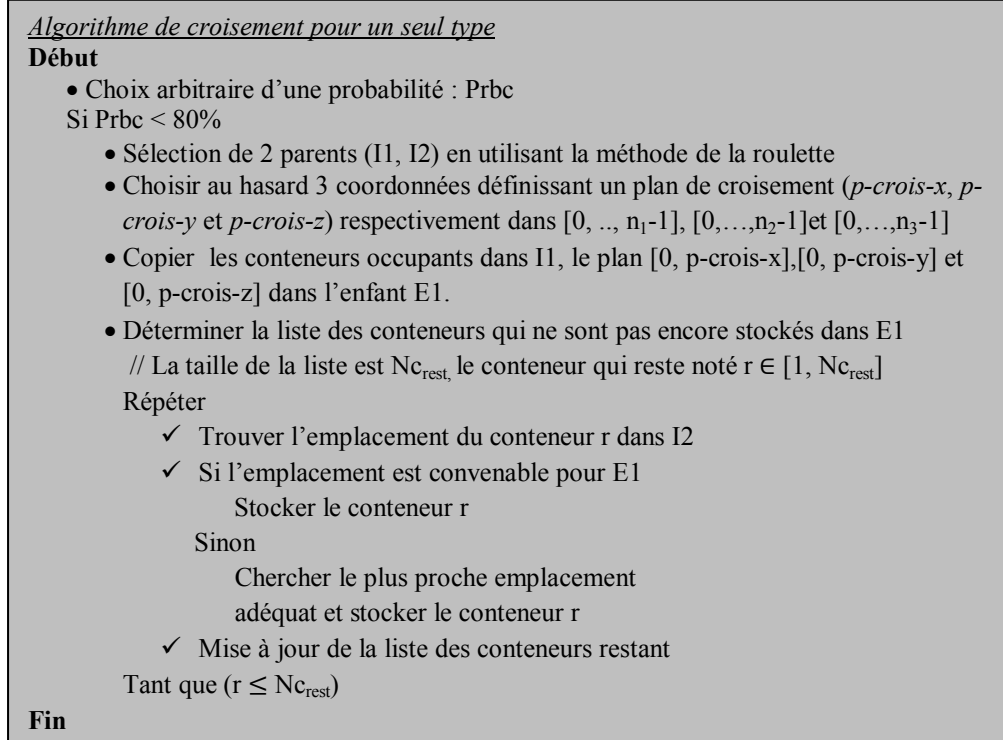 Algorithme de croisement pour un seul type
Début
• Choix arbitraire d’une probabilité : Prbc
Si Prbc < 80%
• Sélection de 2 parents (I1, I2) en utilisant la méthode de la roulette
• Choisir au hasard 3 coordonnées définissant un plan de croisement (p-crois-x, p-
crois-y et p-crois-z) respectivement dans [0, .., n₁-1], [0,…,n₂-1]et [0,…,n₃-1]
• Copier les conteneurs occupants dans I1, le plan [0, p-crois-x],[0, p-crois-y] et
[0, p-crois-z] dans l’enfant E1.
• Déterminer la liste des conteneurs qui ne sont pas encore stockés dans E1
// La taille de la liste est Nc_rest, le conteneur qui reste noté r ∈ [1, Nc_rest]
Répéter
✓ Trouver l’emplacement du conteneur r dans I2
✓ Si l’emplacement est convenable pour E1
Stocker le conteneur r
Sinon
Chercher le plus proche emplacement
adéquat et stocker le conteneur r
✓ Mise à jour de la liste des conteneurs restant
Tant que (r ≤ Nc_rest)
Fin